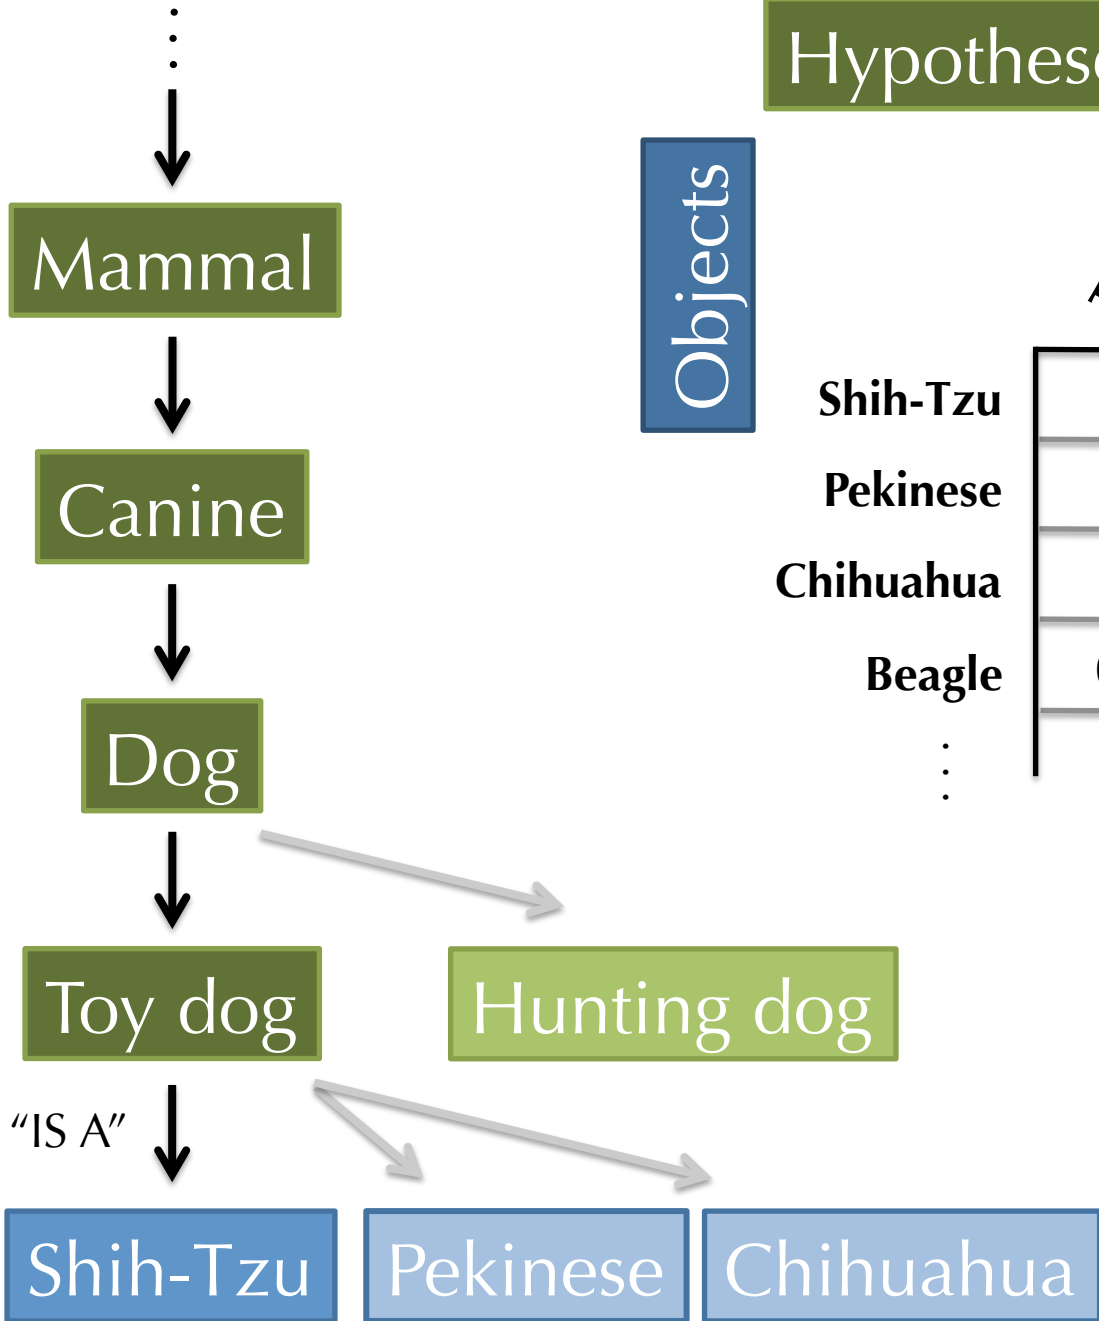 Hypothese
Objects
Mammal
Canine
Dog
Toy dog
Hunting dog
"IS A"
Shih-Tzu
Pekinese
Chihuahua
Shih-Tzu
Pekinese
Chihuahua
Beagle